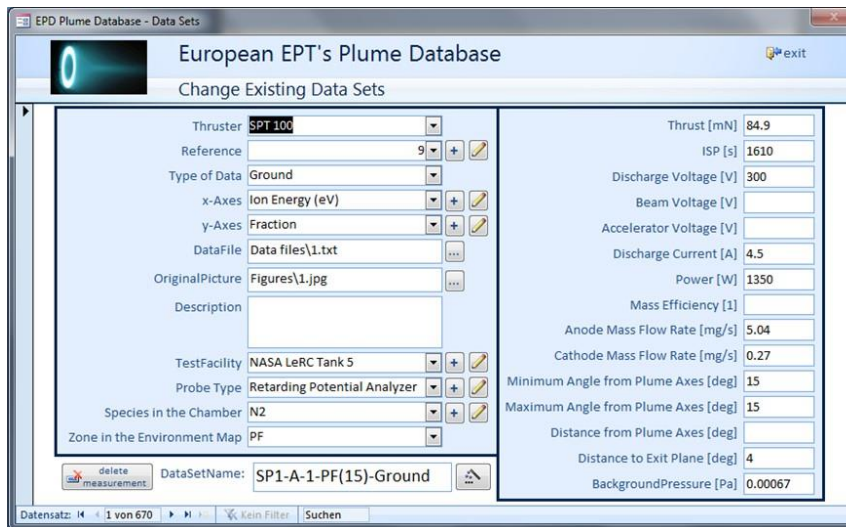 EPD Plume Database - Data Sets
European EPT's Plume Database
exit
Change Existing Data Sets
Thruster SPT 100
Reference 9
Type of Data Ground
x-Axes Ion Energy (eV)
y-Axes Fraction
DataFile Data files\1.txt
OriginalPicture Figures\1.jpg
Description
TestFacility NASA LeRC Tank 5
Probe Type Retarding Potential Analyzer
Species in the Chamber N2
Zone in the Environment Map PF
delete
measurement
DataSetName: SP1-A-1-PF(15)-Ground
Thrust [mN] 84.9
ISP [s] 1610
Discharge Voltage [V] 300
Beam Voltage [V]
Accelerator Voltage [V]
Discharge Current [A] 4.5
Power [W] 1350
Mass Efficiency [1]
Anode Mass Flow Rate [mg/s] 5.04
Cathode Mass Flow Rate [mg/s] 0.27
Minimum Angle from Plume Axes [deg] 15
Maximum Angle from Plume Axes [deg] 15
Distance from Plume Axes [deg]
Distance to Exit Plane [deg] 4
BackgroundPressure [Pa] 0.00067
Datensatz: 1 von 670 Kein Filter Suchen